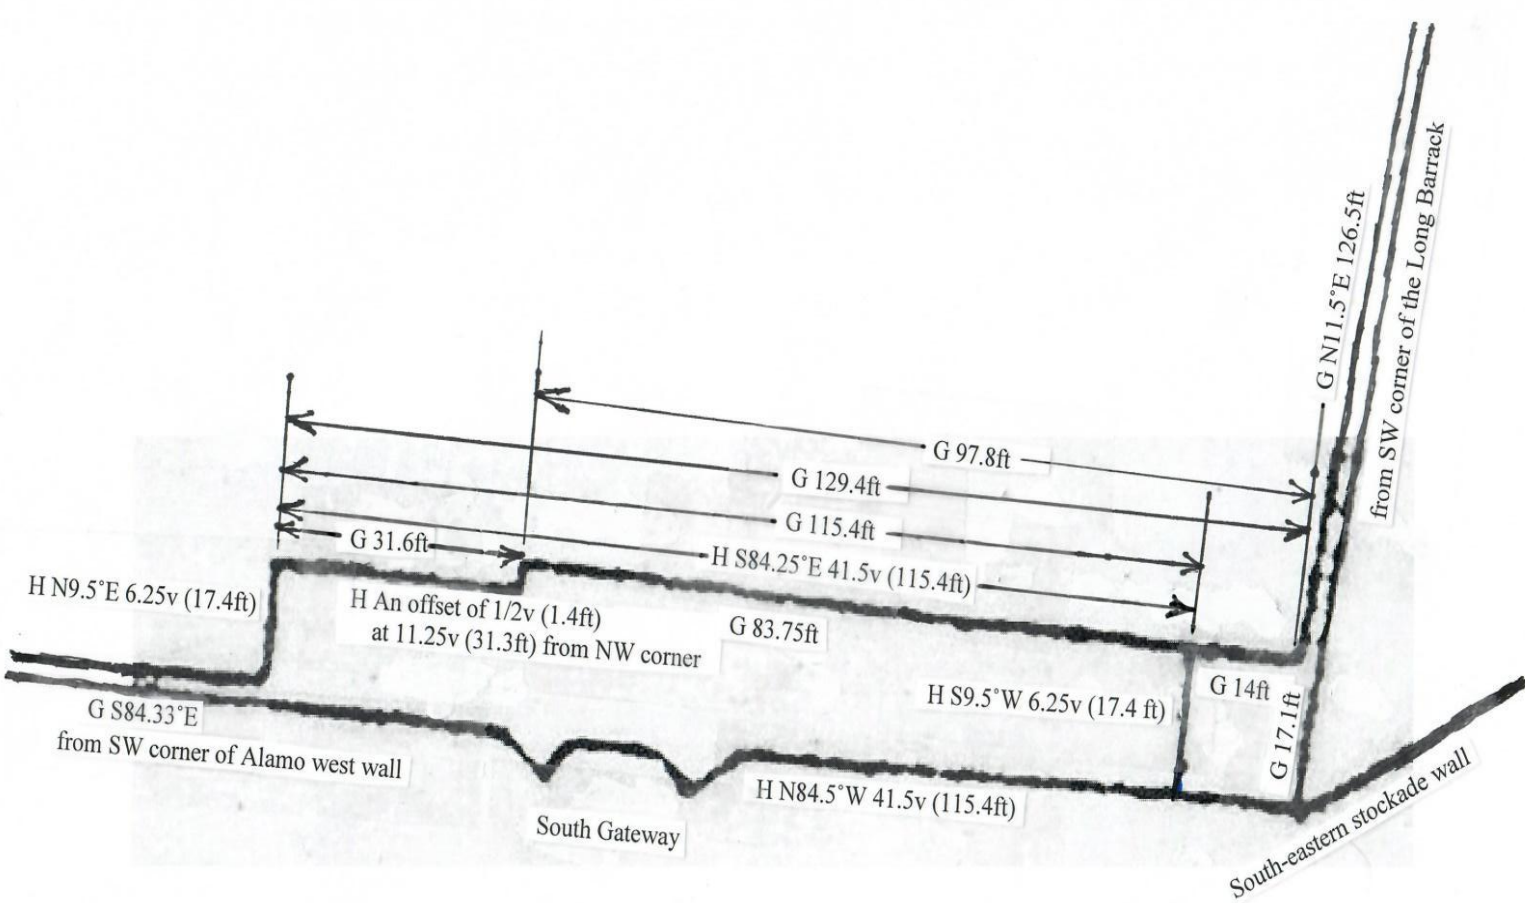 G N11.5°E 126.5ft
from SW corner of the Long Barrack
G 97.8ft
G 129.4ft
G 115.4ft
G 31.6ft
H S84.25°E 41.5v (115.4ft)
H N9.5°E 6.25v (17.4ft)
H An offset of 1/2v (1.4ft)
at 11.25v (31.3ft) from NW corner
G 83.75ft
G 14ft
H S9.5°W 6.25v (17.4 ft)
G 17.1ft
G S84.33°E
from SW corner of Alamo west wall
H N84.5°W 41.5v (115.4ft)
South Gateway
South-eastern stockade wall